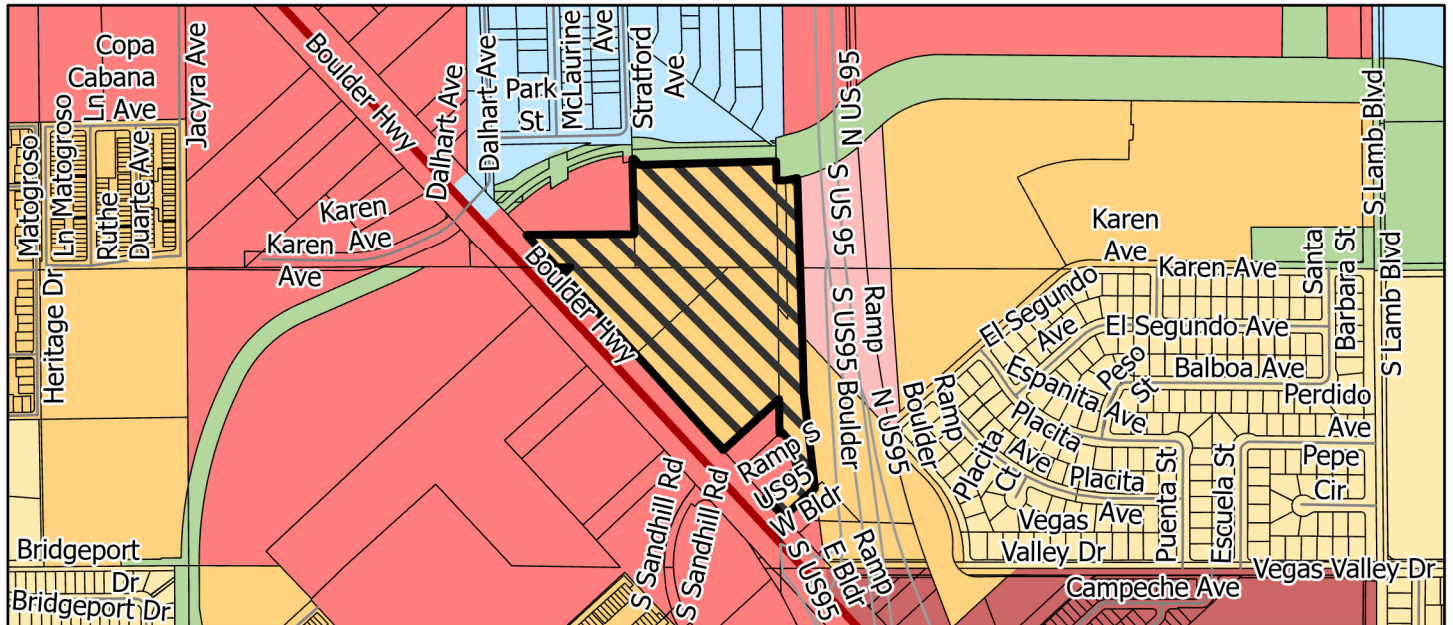 Copa
Cabana
Ave
Jacyra Ave
Matogroso
Ln
Matogroso
Ln
Ruthe
Duarte Ave
Heritage Dr
Boulder Hwy
Dalhart Ave
Dalhart Ave
Park
St
McLaurine
Ave
Stratford
Ave
Karen
Ave
Karen
Ave
Boulder Hwy
N US 95
S US 95
S US95 Boulder
Ramp
N US95
Ramp
Boulder
S Lamb Blvd
S Lamb Blvd
Karen
Ave
Karen Ave
Santa
Barbara St
El Segundo
Ave
El Segundo Ave
Peso
St
Balboa Ave
Perdido
Ave
Espanita Ave
Placita
Ave
Placita
Ct
Placita
Ave
Puenta St
Escuela St
Pepe
Cir
Vegas
Valley Dr
Vegas Valley Dr
Campeche Ave
Ramp S
US95
W Bldr
S US95
E Bldr
Ramp
S Sandhill Rd
S Sandhill Rd
Bridgeport
Dr
Bridgeport Dr